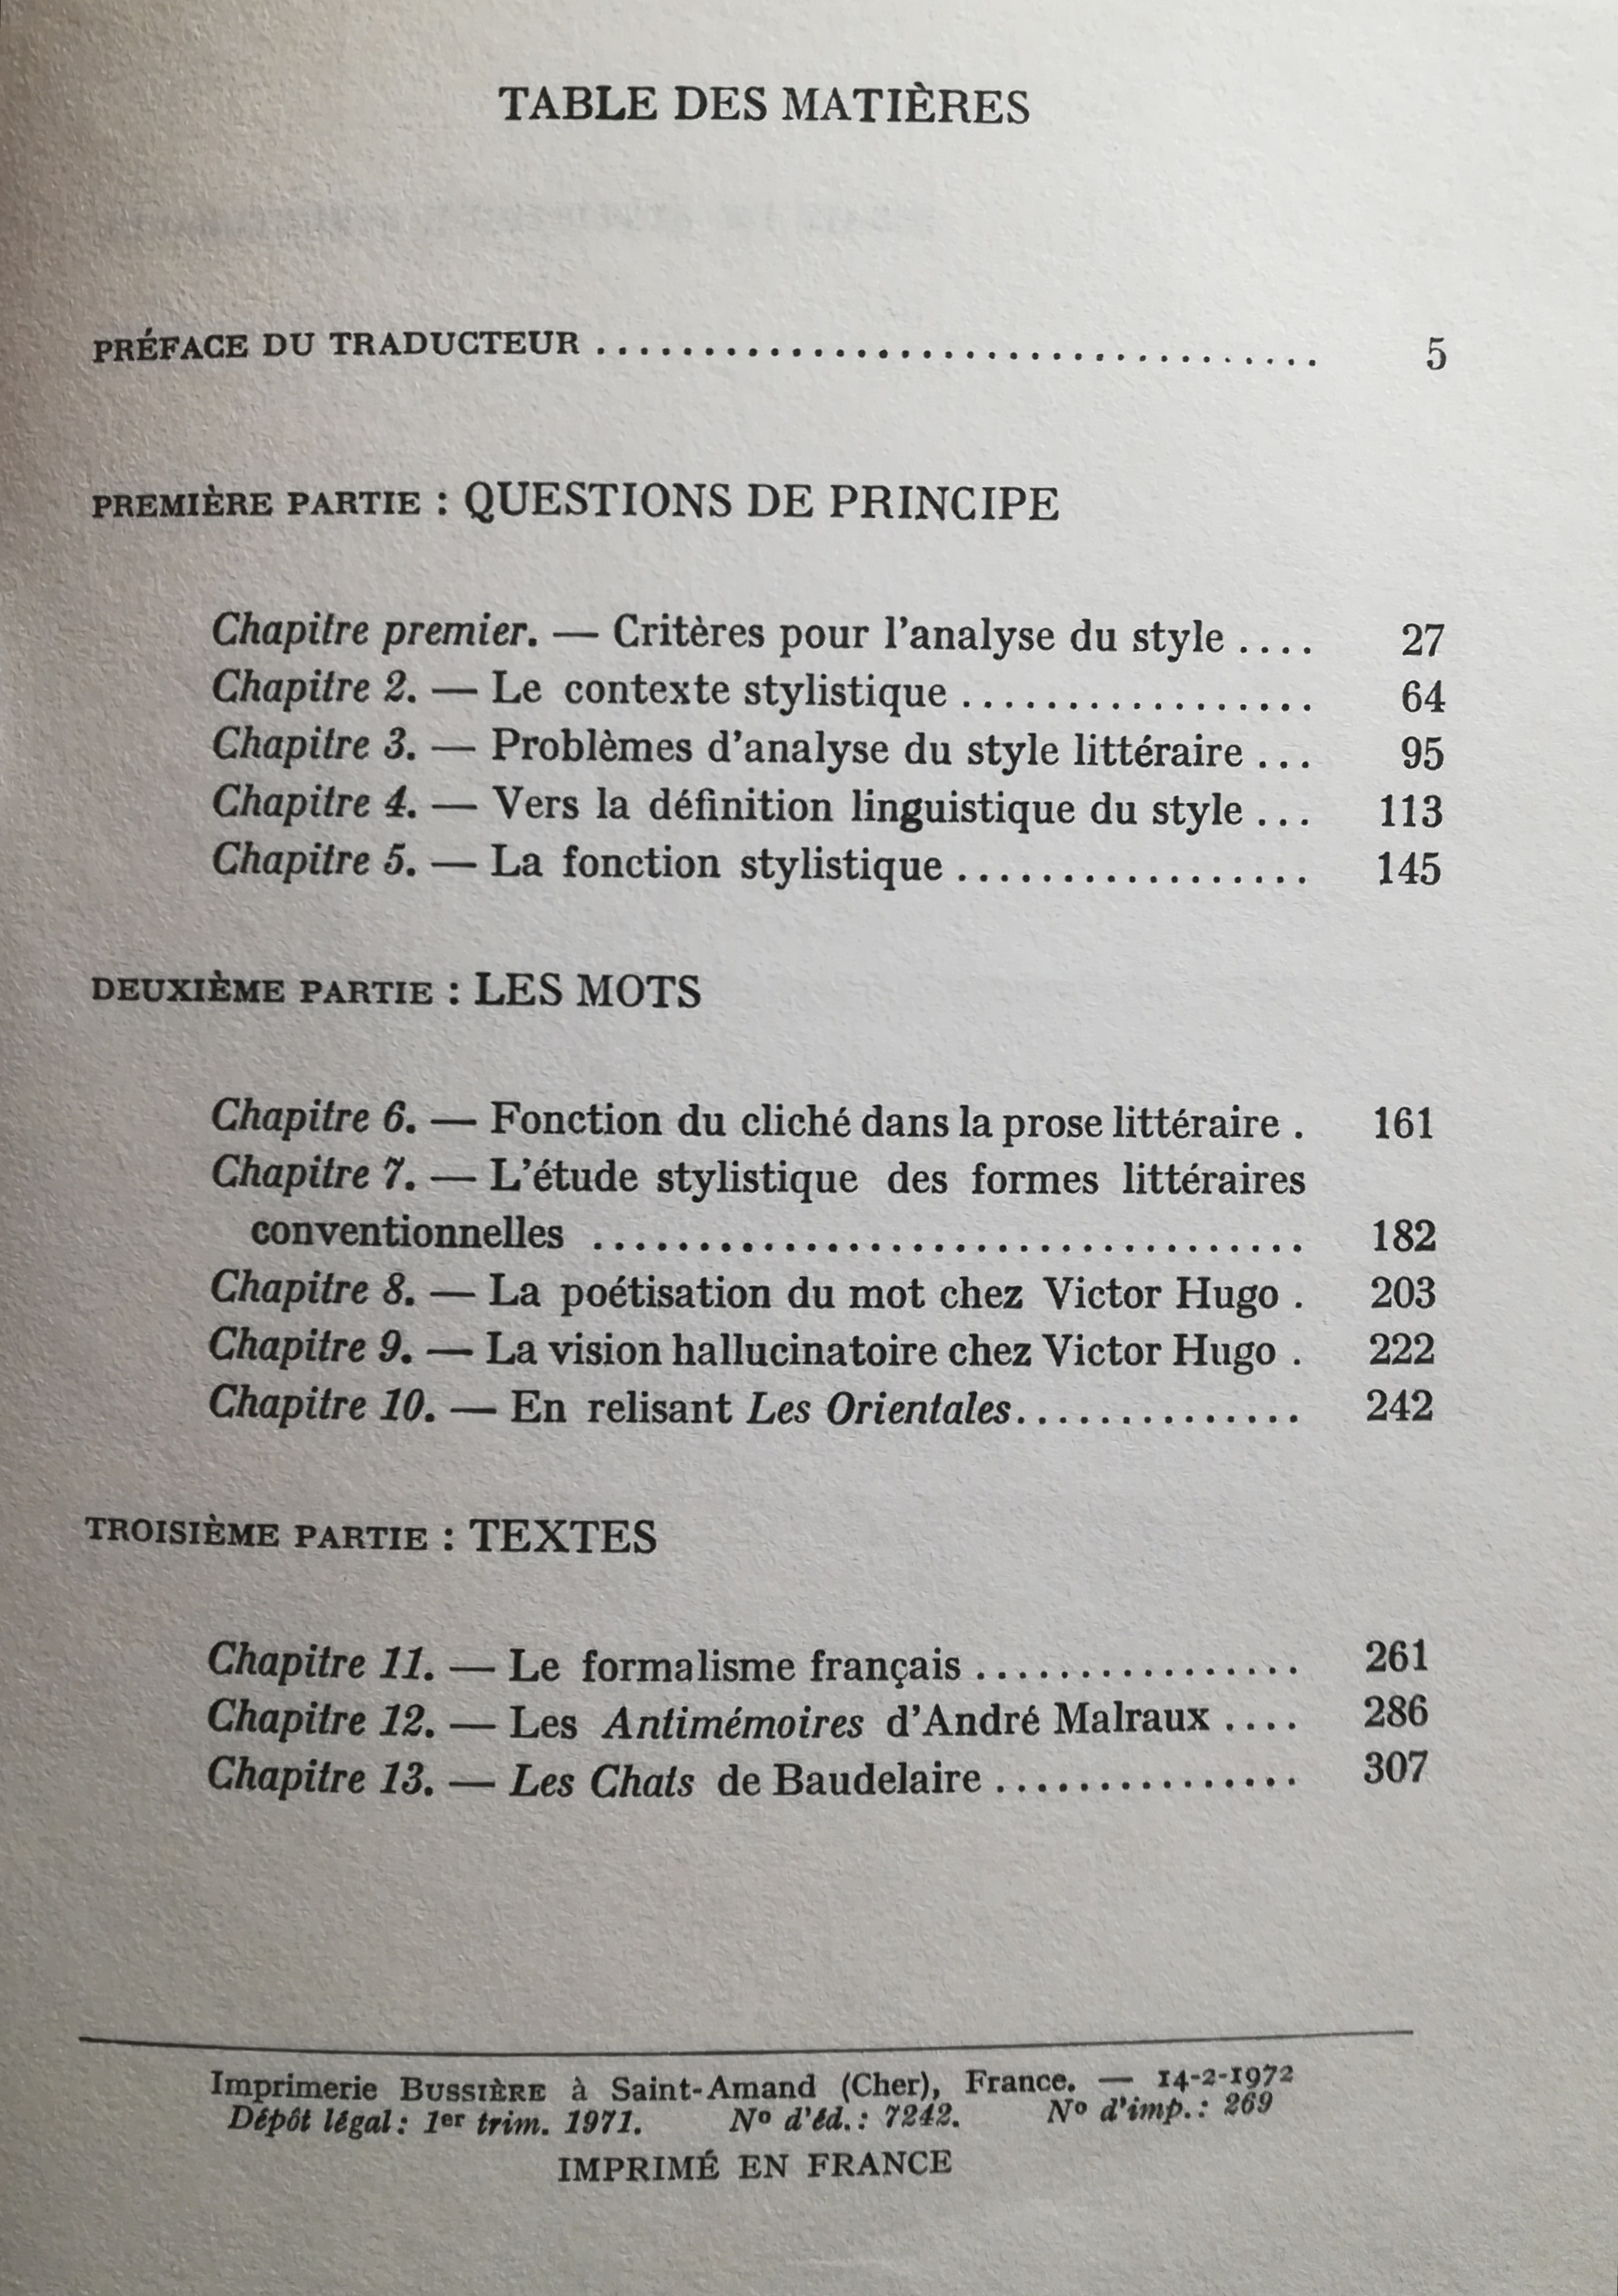 TABLE DES MATIÈRES
PRÉFACE DU TRADUCTEUR .................................. 5
PREMIÈRE PARTIE : QUESTIONS DE PRINCIPE
Chapitre premier. — Critères pour l'analyse du style .... 27
Chapitre 2. — Le contexte stylistique ................. 64
Chapitre 3. — Problèmes d'analyse du style littéraire ... 95
Chapitre 4. — Vers la définition linguistique du style ... 113
Chapitre 5. — La fonction stylistique ................. 145
DEUXIÈME PARTIE : LES MOTS
Chapitre 6. — Fonction du cliché dans la prose littéraire . 161
Chapitre 7. — L'étude stylistique des formes littéraires
conventionnelles .................................. 182
Chapitre 8. — La poétisation du mot chez Victor Hugo . 203
Chapitre 9. — La vision hallucinatoire chez Victor Hugo . 222
Chapitre 10. — En relisant Les Orientales.............. 242
TROISIÈME PARTIE : TEXTES
Chapitre 11. — Le formalisme français ................ 261
Chapitre 12. — Les Antimémoires d'André Malraux .... 286
Chapitre 13. — Les Chats de Baudelaire ............... 307
Imprimerie BUSSIÈRE à Saint-Amand (Cher), France. — 14-2-1972
Dépôt légal : 1er trim. 1971. No d'éd. : 7242. No d'imp. : 269
IMPRIMÉ EN FRANCE